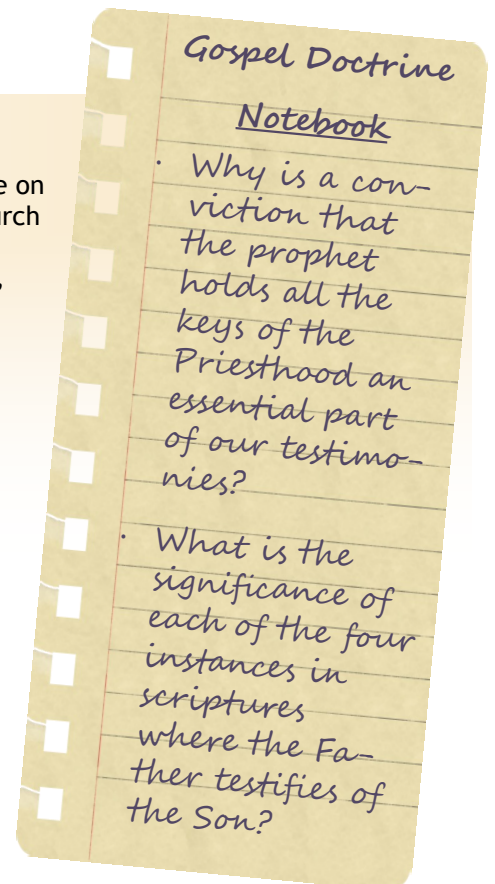 Gospel Doctrine
Notebook
· Why is a con-
viction that
the prophet
holds all the
keys of the
Priesthood an
essential part
of our testimo-
nies?
· What is the
significance of
each of the four
instances in
scriptures
where the Fa-
ther testifies of
the Son?
e on